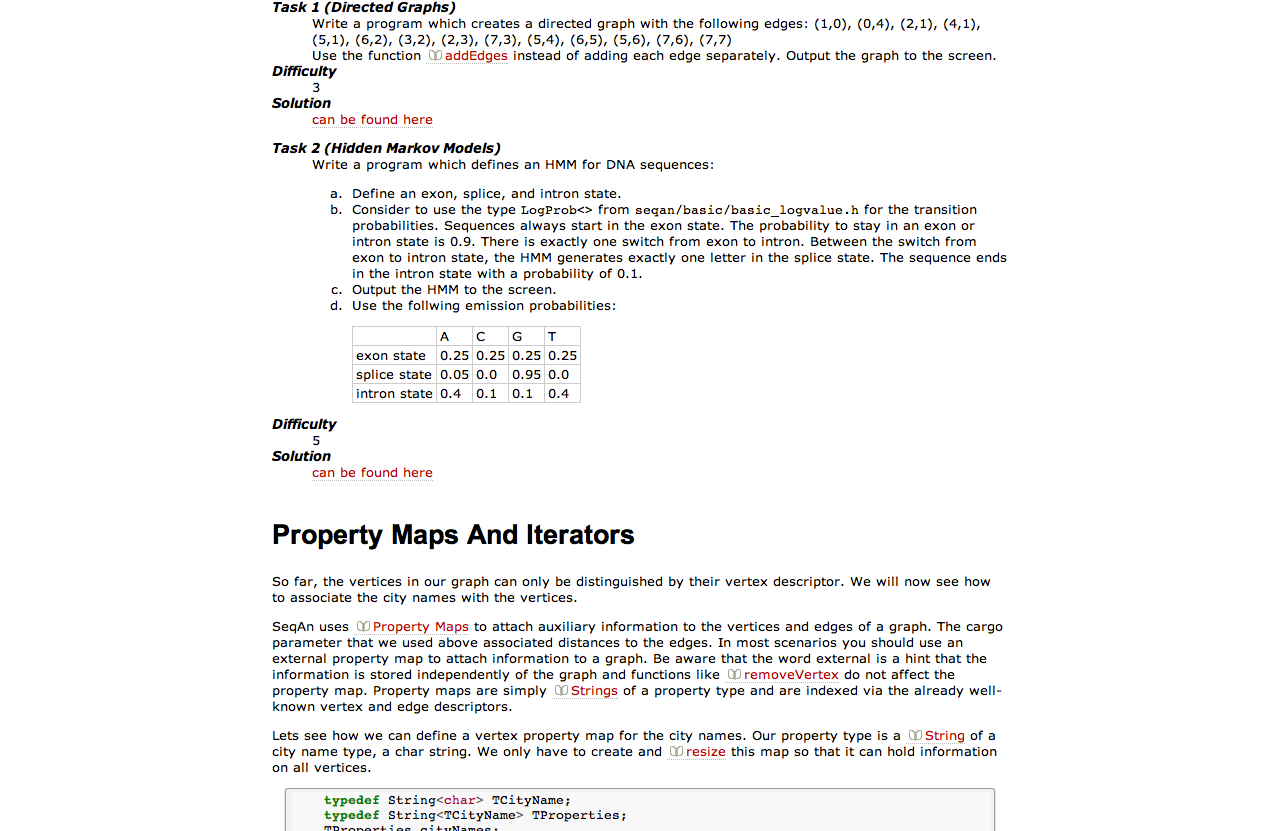 Task 1 (Directed Graphs)
Write a program which creates a directed graph with the following edges: (1,0), (0,4), (2,1), (4,1),
(5,1), (6,2), (3,2), (2,3), (7,3), (5,4), (6,5), (5,6), (7,6), (7,7)
Use the function addEdges instead of adding each edge separately. Output the graph to the screen.
Difficulty
3
Solution
can be found here
Task 2 (Hidden Markov Models)
Write a program which defines an HMM for DNA sequences:
a. Define an exon, splice, and intron state.
b. Consider to use the type LogProb<> from seqan/basic/basic_logvalue.h for the transition
probabilities. Sequences always start in the exon state. The probability to stay in an exon or
intron state is 0.9. There is exactly one switch from exon to intron. Between the switch from
exon to intron state, the HMM generates exactly one letter in the splice state. The sequence ends
in the intron state with a probability of 0.1.
c. Output the HMM to the screen.
d. Use the follwing emission probabilities:
A C G T
exon state 0.25 0.25 0.25 0.25
splice state 0.05 0.0 0.95 0.0
intron state 0.4 0.1 0.1 0.4
Difficulty
5
Solution
can be found here
Property Maps And Iterators
So far, the vertices in our graph can only be distinguished by their vertex descriptor. We will now see how
to associate the city names with the vertices.
SeqAn uses Property Maps to attach auxiliary information to the vertices and edges of a graph. The cargo
parameter that we used above associated distances to the edges. In most scenarios you should use an
external property map to attach information to a graph. Be aware that the word external is a hint that the
information is stored independently of the graph and functions like removeVertex do not affect the
property map. Property maps are simply Strings of a property type and are indexed via the already well-
known vertex and edge descriptors.
Lets see how we can define a vertex property map for the city names. Our property type is a String of a
city name type, a char string. We only have to create and resize this map so that it can hold information
on all vertices.
typedef String<char> TCityName;
typedef String<TCityName> TProperties;
TProperties cityNames;